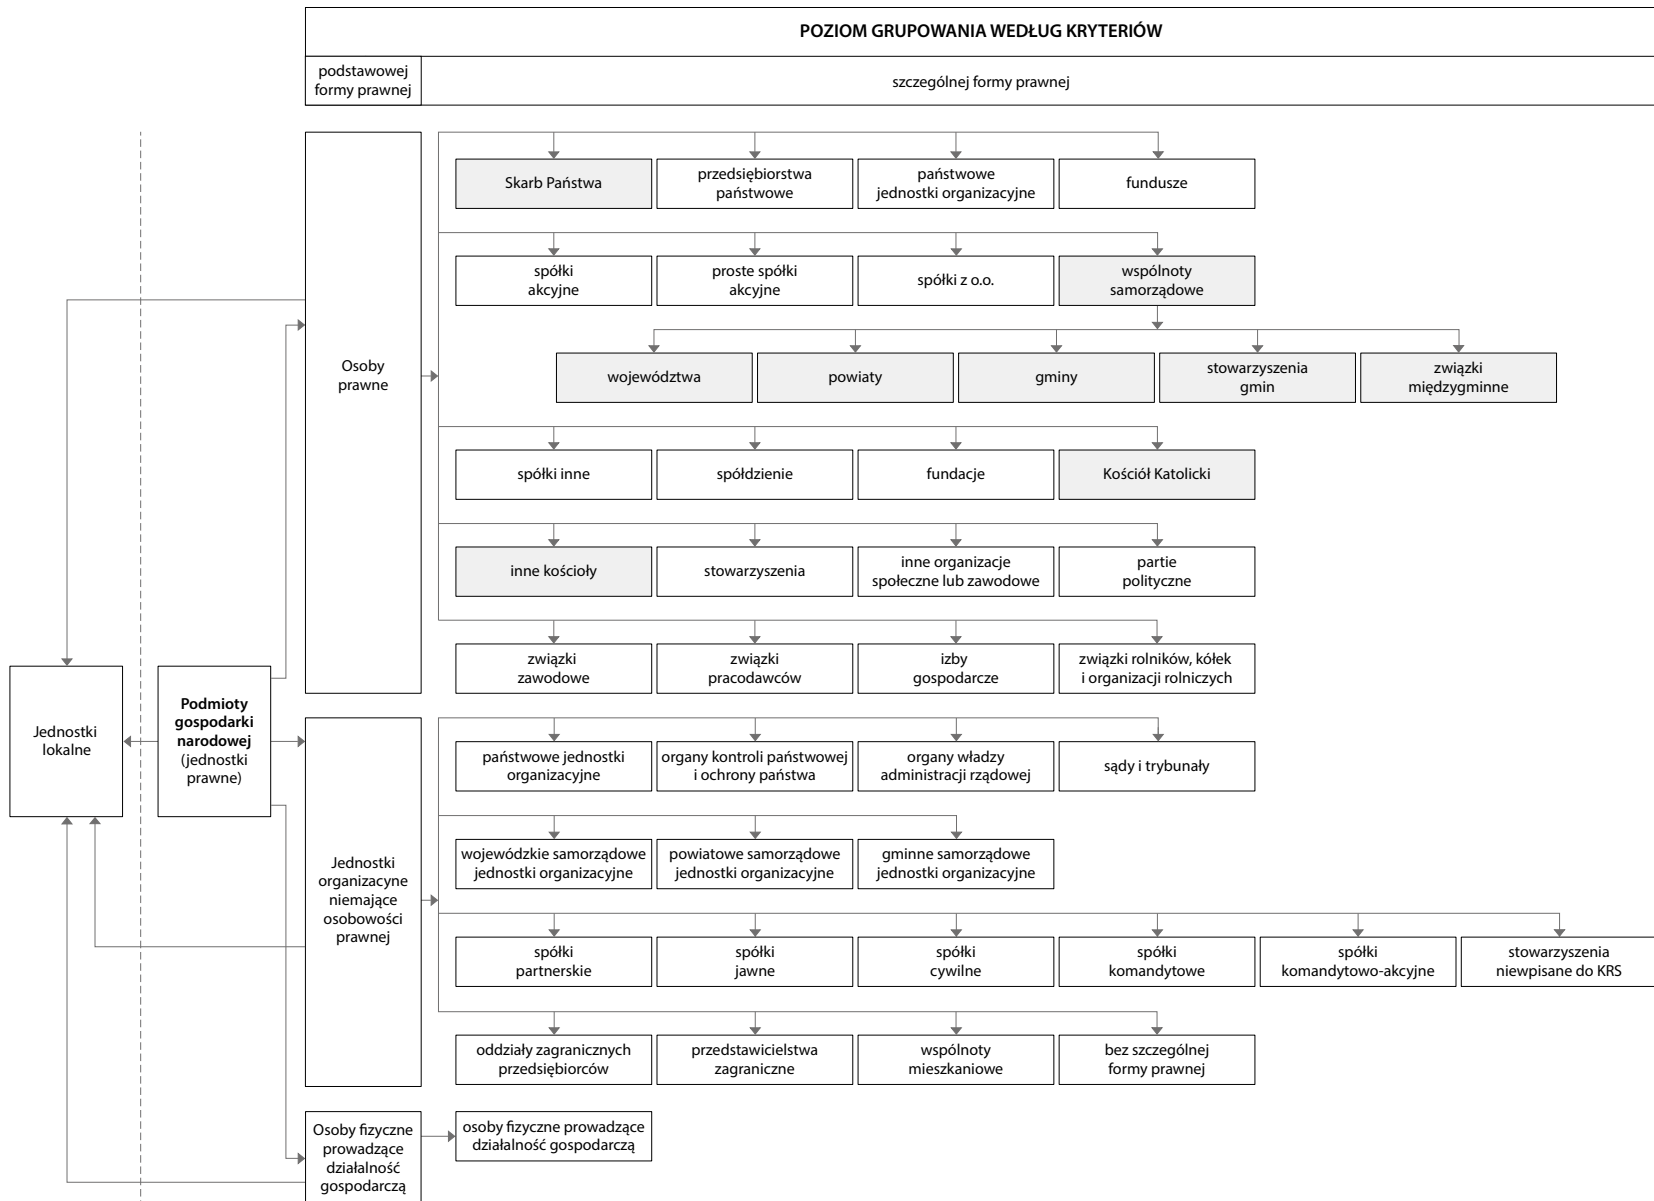 POZIOM GRUPOWANIA WEDŁUG KRYTERIÓW
podstawowej
formy prawnej
szczególnej formy prawnej
Osoby
prawne
Skarb Państwa
przedsiębiorstwa
państwowe
państwowe
jednostki organizacyjne
fundusze
spółki
akcyjne
proste spółki
akcyjne
spółki z o.o.
wspólnoty
samorządowe
województwa
powiaty
gminy
stowarzyszenia
gmin
związki
międzygminne
spółki inne
spółdzienie
fundacje
Kościół Katolicki
inne kościoły
stowarzyszenia
inne organizacje
społeczne lub zawodowe
partie
polityczne
związki
zawodowe
związki
pracodawców
izby
gospodarcze
związki rolników, kółek
i organizacji rolniczych
Jednostki
lokalne
Podmioty
gospodarki
narodowej
(jednostki
prawne)
Jednostki
organizacyne
niemające
osobowości
prawnej
państwowe jednostki
organizacyjne
organy kontroli państwowej
i ochrony państwa
organy władzy
administracji rządowej
sądy i trybunały
wojewódzkie samorządowe
jednostki organizacyjne
powiatowe samorządowe
jednostki organizacyjne
gminne samorządowe
jednostki organizacyjne
spółki
partnerskie
spółki
jawne
spółki
cywilne
spółki
komandytowe
spółki
komandytowo-akcyjne
stowarzyszenia
niewpisane do KRS
oddziały zagranicznych
przedsiębiorców
przedstawicielstwa
zagraniczne
wspólnoty
mieszkaniowe
bez szczególnej
formy prawnej
Osoby fizyczne
prowadzące
działalność
gospodarczą
osoby fizyczne prowadzące
działalność gospodarczą